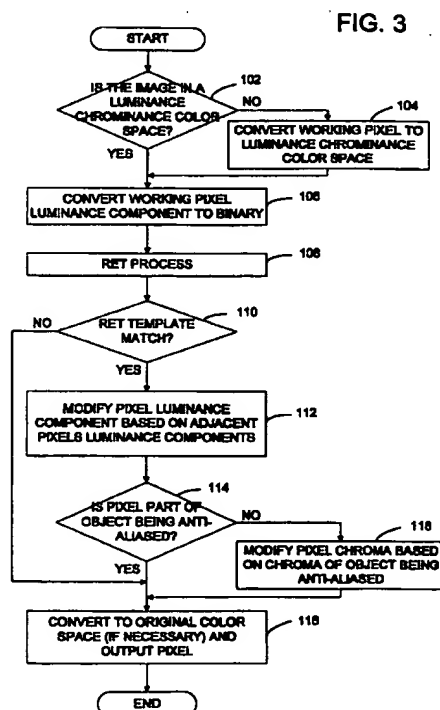 FIG. 3
START
IS THE IMAGE IN A
LUMINANCE
CHROMINANCE COLOR
SPACE?
102
NO
YES
104
CONVERT WORKING PIXEL TO
LUMINANCE CHROMINANCE
COLOR SPACE
106
CONVERT WORKING PIXEL
LUMINANCE COMPONENT TO BINARY
108
RET PROCESS
110
NO
RET TEMPLATE
MATCH?
YES
112
MODIFY PIXEL LUMINANCE
COMPONENT BASED ON ADJACENT
PIXELS LUMINANCE COMPONENTS
114
IS PIXEL PART OF
OBJECT BEING ANTI-
ALIASED?
NO
YES
118
MODIFY PIXEL CHROMA BASED
ON CHROMA OF OBJECT BEING
ANTI-ALIASED
116
CONVERT TO ORIGINAL COLOR
SPACE (IF NECESSARY) AND
OUTPUT PIXEL
END